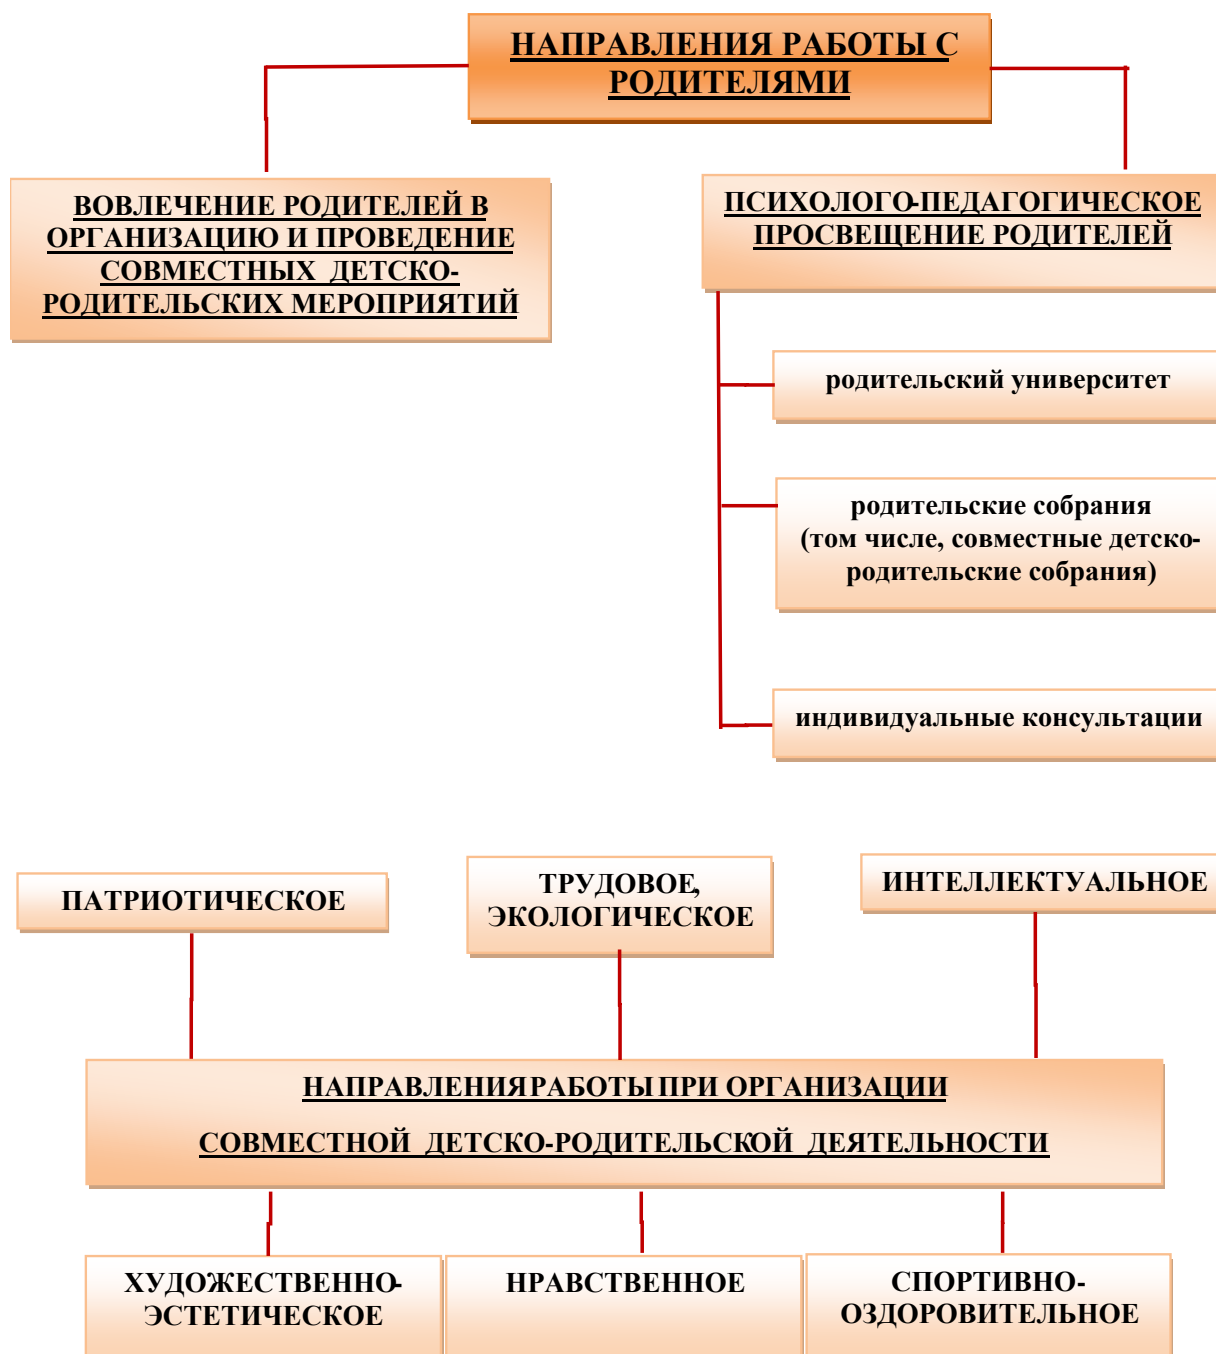 НАПРАВЛЕНИЯ РАБОТЫ С
РОДИТЕЛЯМИ
ВОВЛЕЧЕНИЕ РОДИТЕЛЕЙ В
ОРГАНИЗАЦИЮ И ПРОВЕДЕНИЕ
СОВМЕСТНЫХ ДЕТСКО-
РОДИТЕЛЬСКИХ МЕРОПРИЯТИЙ
ПСИХОЛОГО-ПЕДАГОГИЧЕСКОЕ
ПРОСВЕЩЕНИЕ РОДИТЕЛЕЙ
родительский университет
родительские собрания
(том числе, совместные детско-
родительские собрания)
индивидуальные консультации
ПАТРИОТИЧЕСКОЕ
ТРУДОВОЕ,
ЭКОЛОГИЧЕСКОЕ
ИНТЕЛЛЕКТУАЛЬНОЕ
НАПРАВЛЕНИЯ РАБОТЫ ПРИ ОРГАНИЗАЦИИ
СОВМЕСТНОЙ ДЕТСКО-РОДИТЕЛЬСКОЙ ДЕЯТЕЛЬНОСТИ
ХУДОЖЕСТВЕННО-
ЭСТЕТИЧЕСКОЕ
НРАВСТВЕННОЕ
СПОРТИВНО-
ОЗДОРОВИТЕЛЬНОЕ